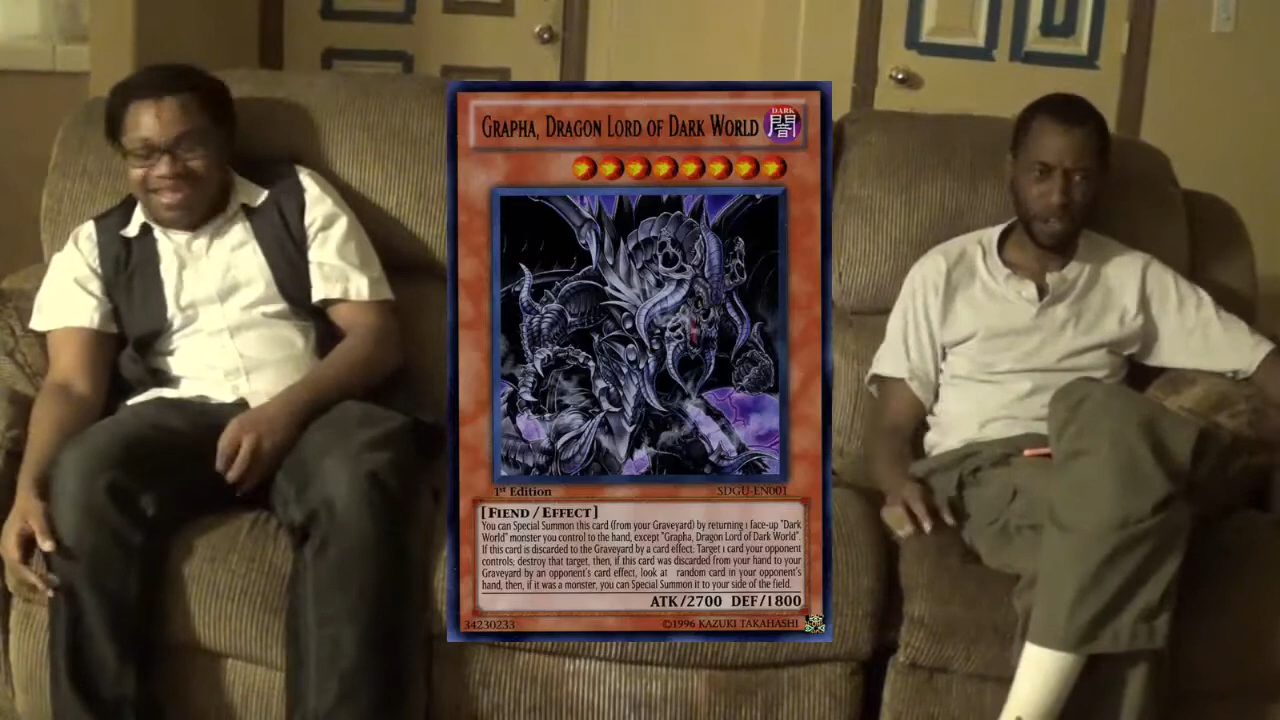 GRAPHA, DRAGON LORD OF DARK WORLD
DARK
闇
1st Edition
SDGU-EN001
[FIEND / EFFECT]
You can Special Summon this card (from your Graveyard) by returning 1 face-up "Dark
World" monster you control to the hand, except "Grapha, Dragon Lord of Dark World".
If this card is discarded to the Graveyard by a card effect. Target 1 card your opponent
controls; destroy that target, then, if this card was discarded from your hand to your
Graveyard by an opponent's card effect, look at random card in your opponent's
hand, then, if it was a monster, you can Special Summon it to your side of the field.
ATK/2700 DEF/1800
34230233
©1996 KAZUKI TAKAHASHI